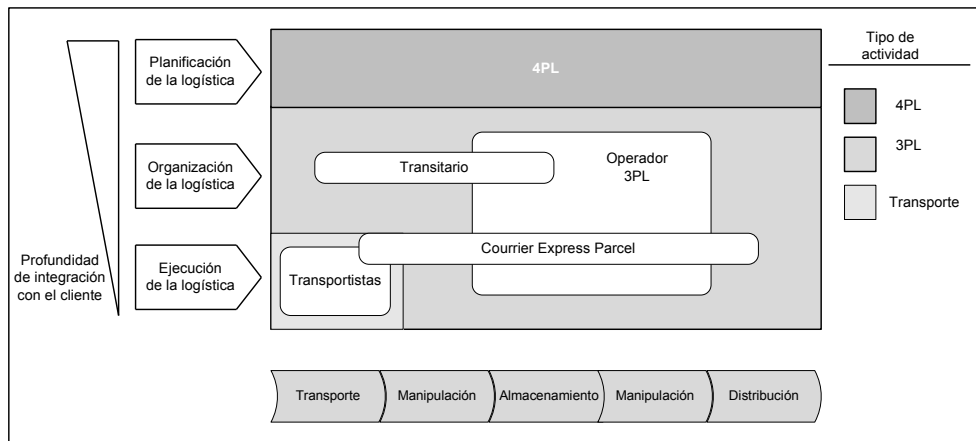 Planificación
de la logística
4PL
Tipo de
actividad
4PL
3PL
Transporte
Organización
de la logística
Transitario
Operador
3PL
Courrier Express Parcel
Profundidad
de integración
con el cliente
Ejecución
de la logística
Transportistas
Transporte
Manipulación
Almacenamiento
Manipulación
Distribución